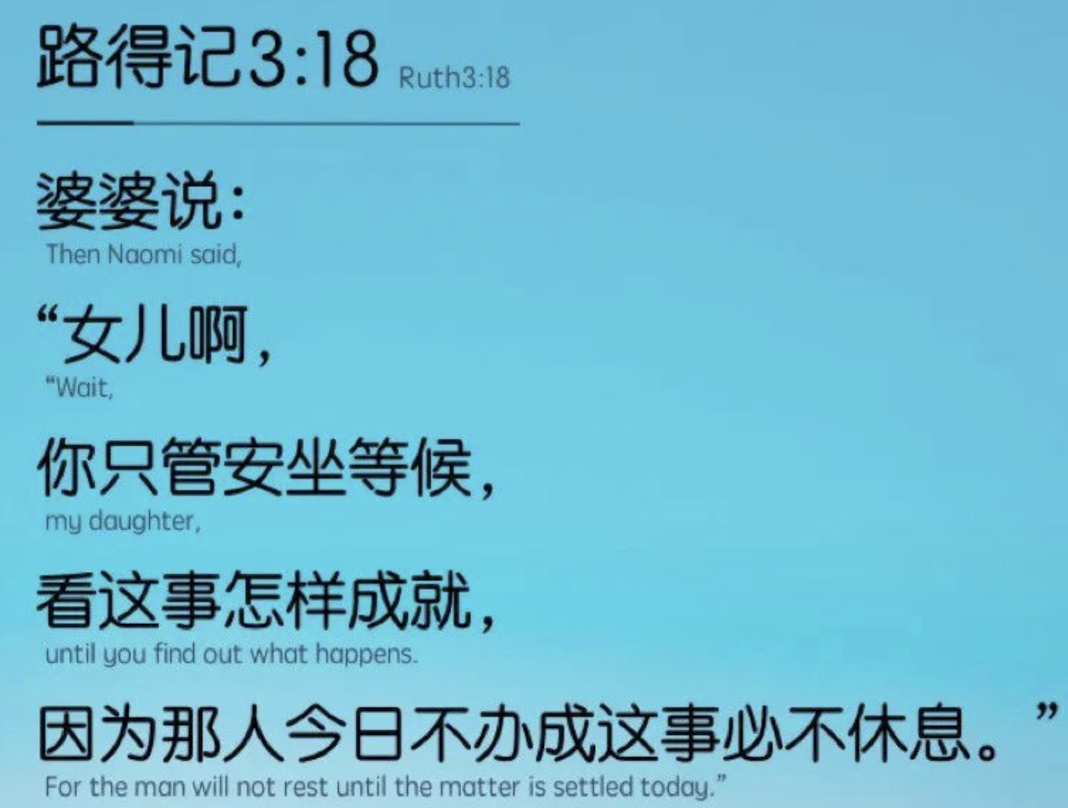 路得记3:18 Ruth3:18
婆婆说：
Then Naomi said,
“女儿啊，
“Wait,
你只管安坐等候，
my daughter,
看这事怎样成就，
until you find out what happens.
因为那人今日不办成这事必不休息。”
For the man will not rest until the matter is settled today.”